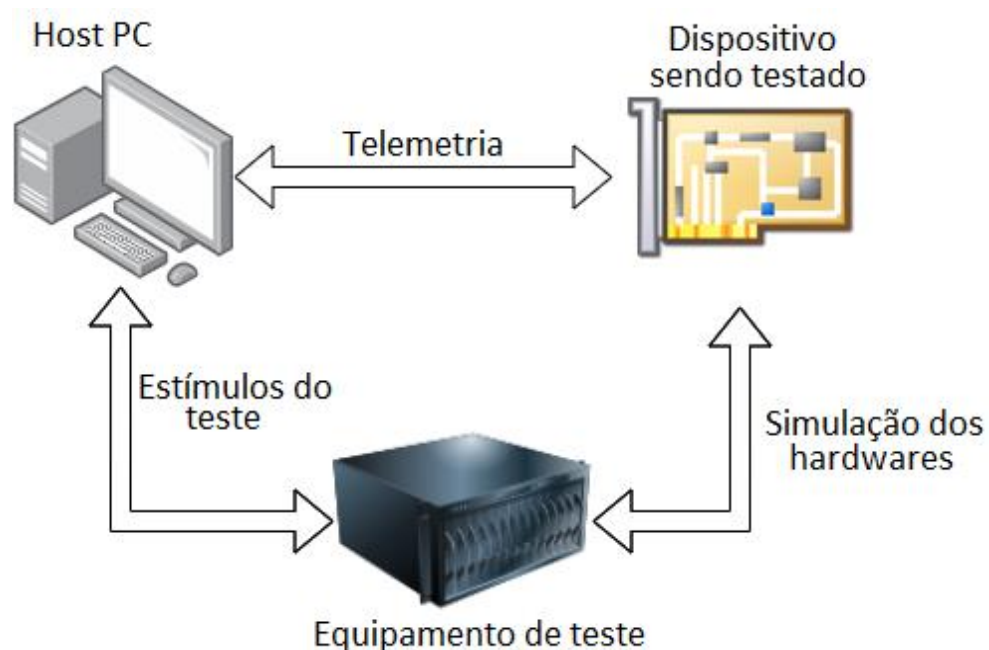 Host PC
Dispositivo
sendo testado
Telemetria
Estímulos do
teste
Simulação dos
hardwares
Equipamento de teste